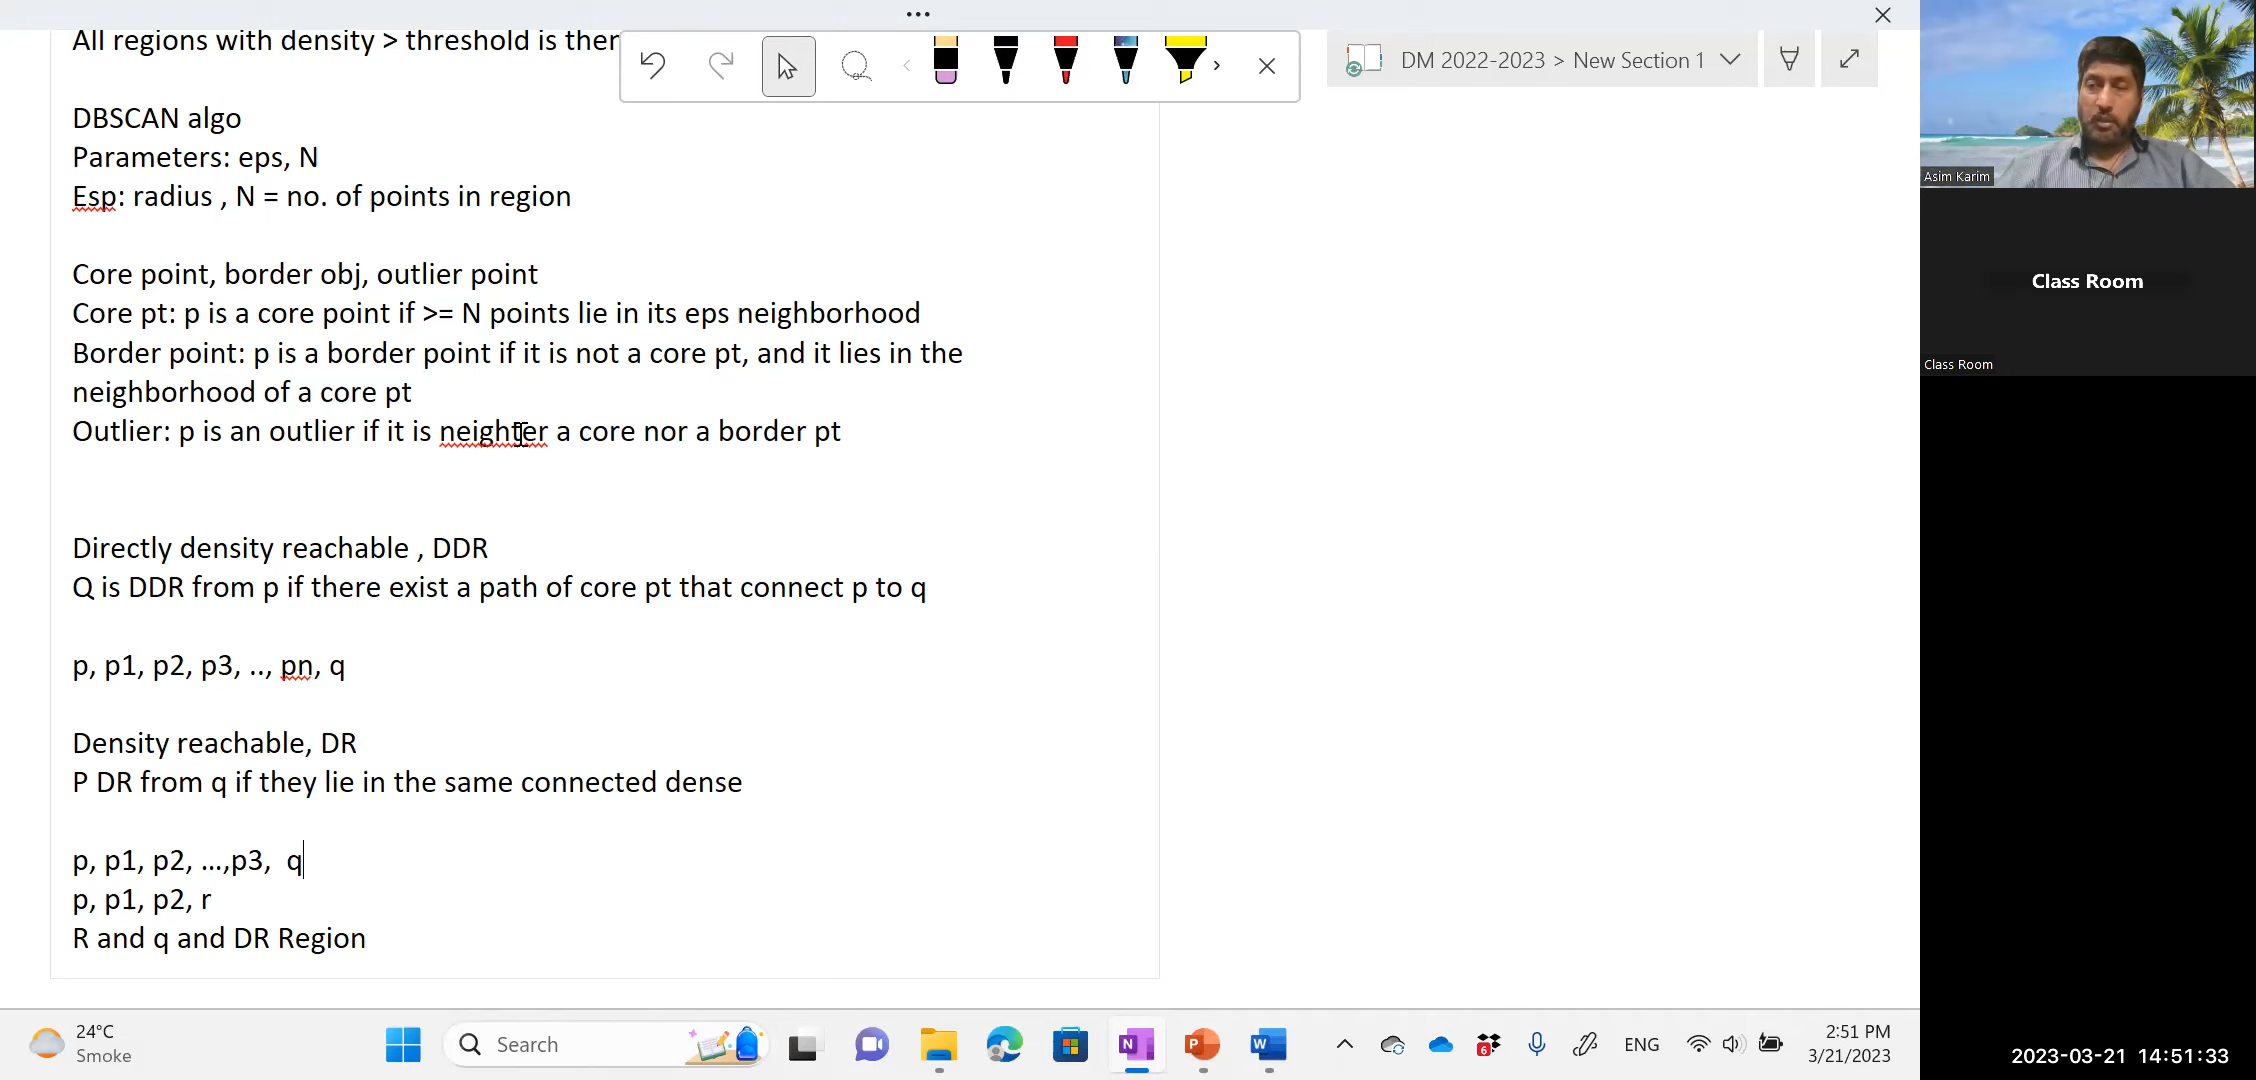 All regions with density > threshold is ther
DM 2022-2023 > New Section 1
DBSCAN algo
Parameters: eps, N
Esp: radius , N = no. of points in region
Core point, border obj, outlier point
Core pt: p is a core point if >= N points lie in its eps neighborhood
Border point: p is a border point if it is not a core pt, and it lies in the
neighborhood of a core pt
Outlier: p is an outlier if it is neighter a core nor a border pt
Directly density reachable , DDR
Q is DDR from p if there exist a path of core pt that connect p to q
p, p1, p2, p3, .., pn, q
Density reachable, DR
P DR from q if they lie in the same connected dense
p, p1, p2, ...,p3,  q
p, p1, p2, r
R and q and DR Region
Asim Karim
Class Room
Class Room
24°C
Smoke
Search
N
P
W
6
ENG
2:51 PM
3/21/2023
2023-03-21 14:51:33